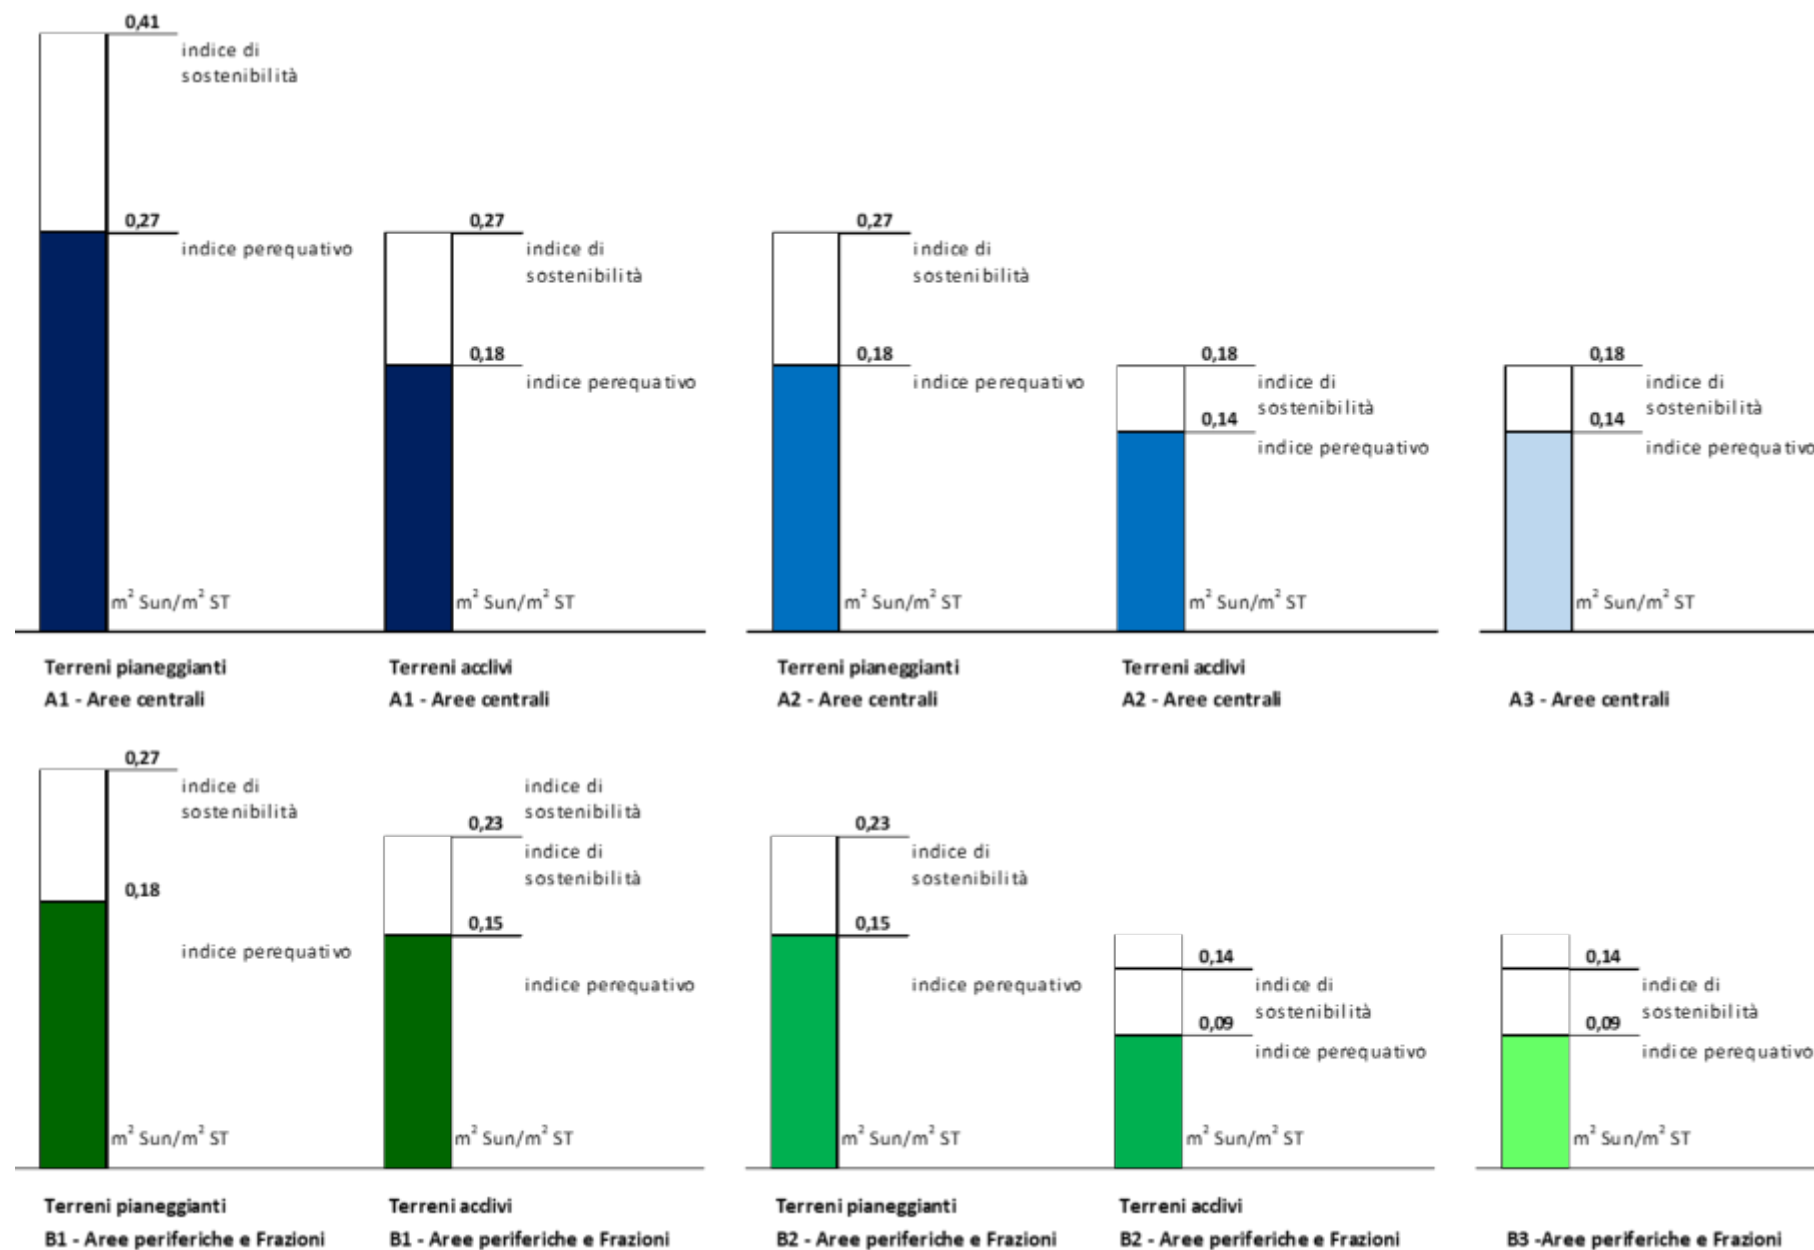 0,41
indice di
sostenibilità
0,27
indice perequativo
m² Sun/m² ST
Terreni pianeggianti
A1 - Aree centrali
0,27
indice di
sostenibilità
0,18
indice perequativo
m² Sun/m² ST
Terreni acclivi
A1 - Aree centrali
0,27
indice di
sostenibilità
0,18
indice perequativo
m² Sun/m² ST
Terreni pianeggianti
A2 - Aree centrali
0,18
indice di
sostenibilità
0,14
indice perequativo
m² Sun/m² ST
Terreni acclivi
A2 - Aree centrali
0,18
indice di
sostenibilità
0,14
indice perequativo
m² Sun/m² ST
A3 - Aree centrali
0,27
indice di
sostenibilità
0,18
indice perequativo
m² Sun/m² ST
Terreni pianeggianti
B1 - Aree periferiche e Frazioni
indice di
sostenibilità
0,23
indice di
sostenibilità
0,15
indice perequativo
m² Sun/m² ST
Terreni acclivi
B1 - Aree periferiche e Frazioni
0,23
indice di
sostenibilità
0,15
indice perequativo
m² Sun/m² ST
Terreni pianeggianti
B2 - Aree periferiche e Frazioni
0,14
indice di
sostenibilità
0,09
indice perequativo
m² Sun/m² ST
Terreni acclivi
B2 - Aree periferiche e Frazioni
0,14
indice di
sostenibilità
0,09
indice perequativo
m² Sun/m² ST
B3 -Aree periferiche e Frazioni